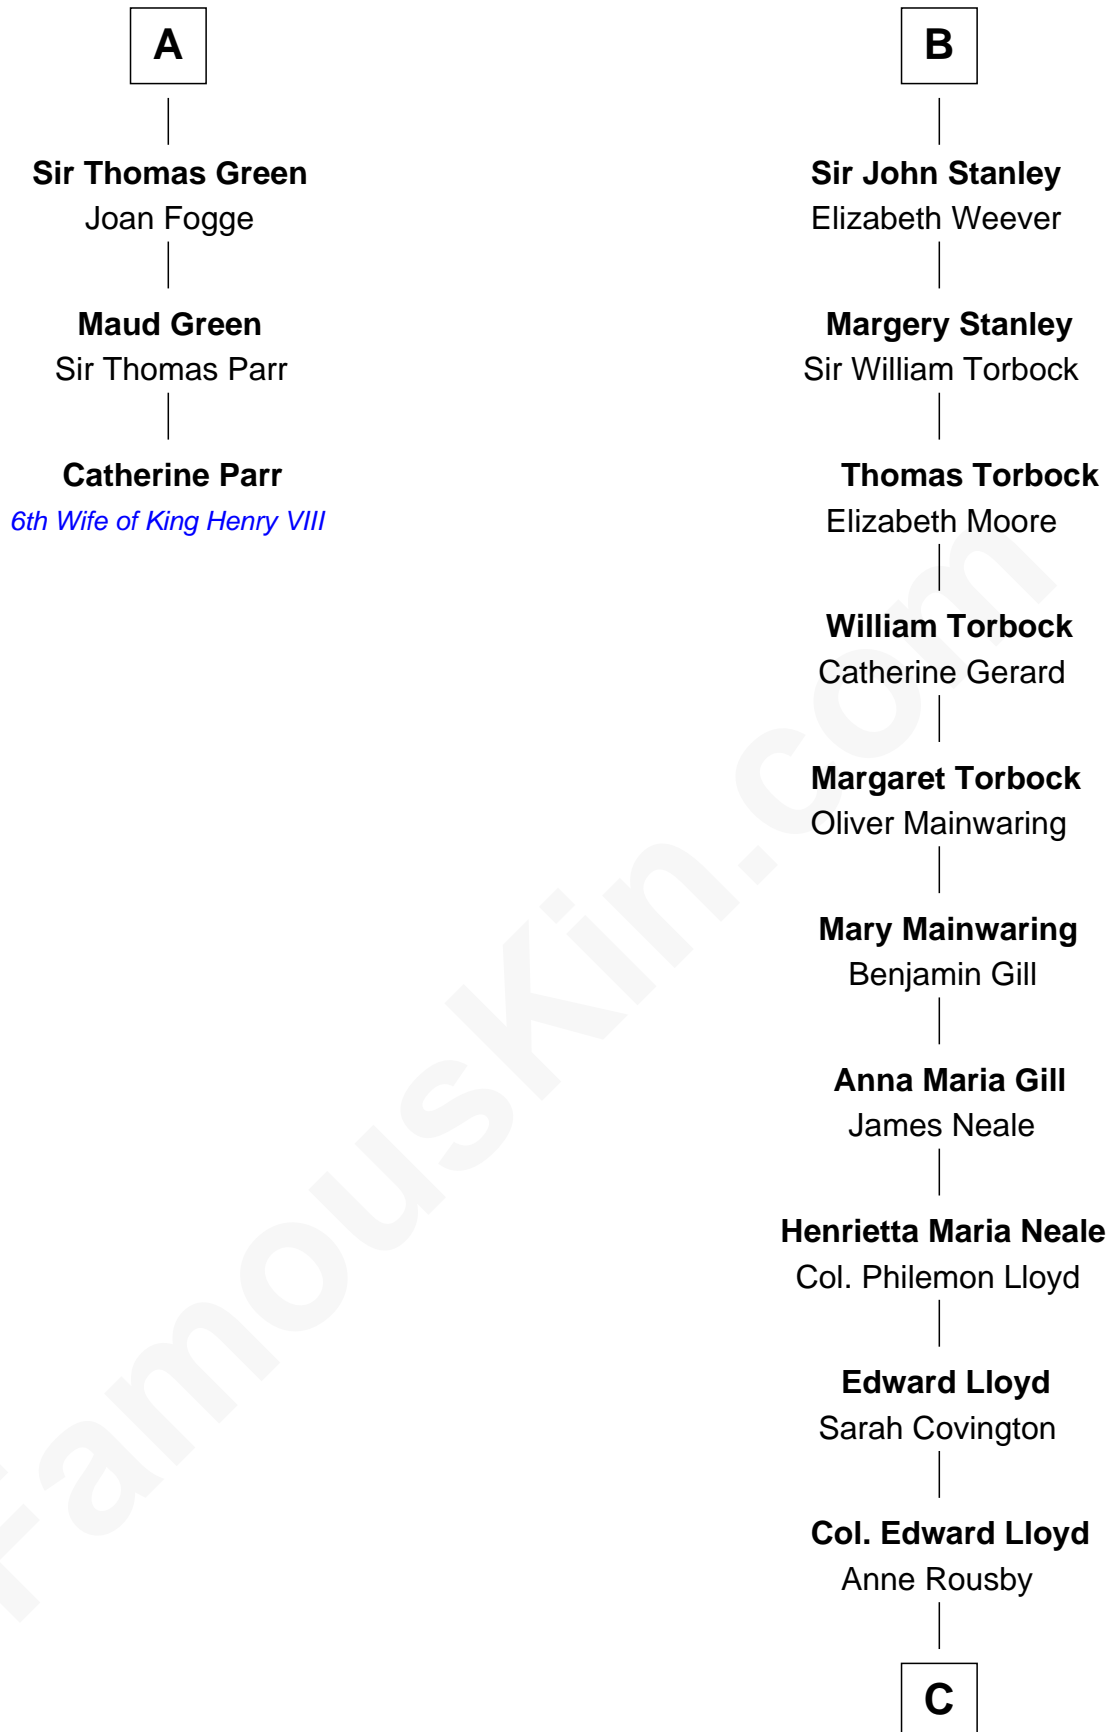 A
Sir Thomas Green
Joan Fogge
Maud Green
Sir Thomas Parr
Catherine Parr
6th Wife of King Henry VIII
B
Sir John Stanley
Elizabeth Weever
Margery Stanley
Sir William Torbock
Thomas Torbock
Elizabeth Moore
William Torbock
Catherine Gerard
Margaret Torbock
Oliver Mainwaring
Mary Mainwaring
Benjamin Gill
Anna Maria Gill
James Neale
Henrietta Maria Neale
Col. Philemon Lloyd
Edward Lloyd
Sarah Covington
Col. Edward Lloyd
Anne Rousby
C
FamousKin.com